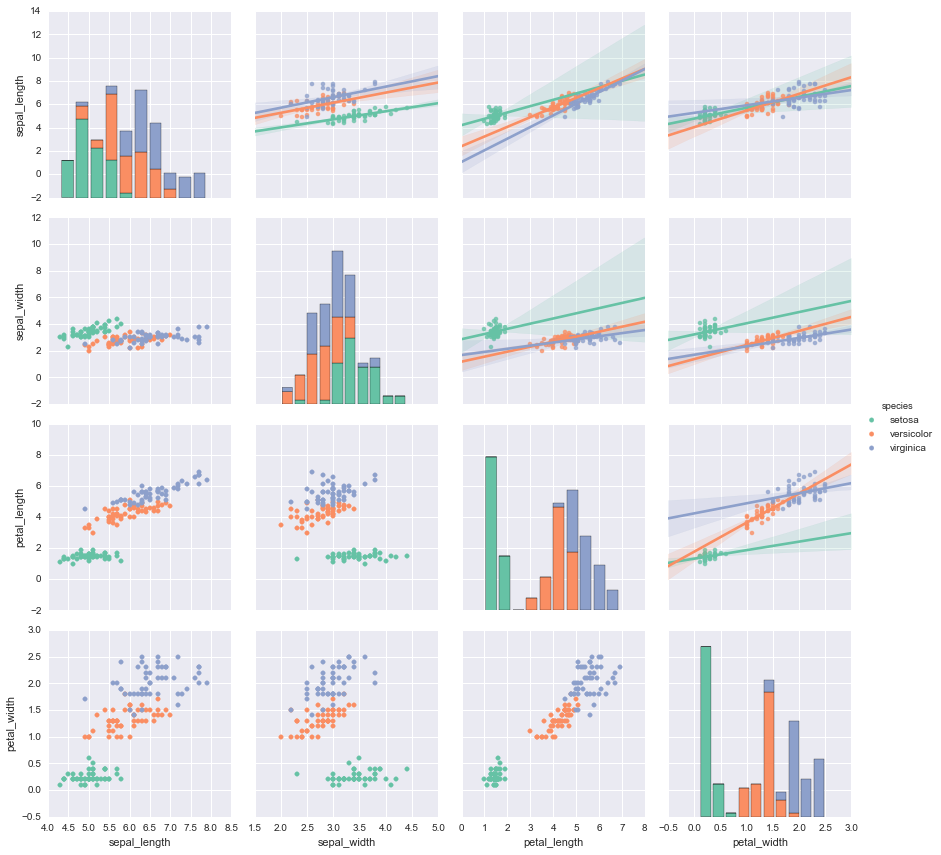 14
12
10
8
6
4
2
0
−2
sepal_length
12
10
8
6
4
2
0
−2
sepal_width
10
8
6
4
2
0
−2
petal_length
species
setosa
versicolor
virginica
3.0
2.5
2.0
1.5
1.0
0.5
0.0
−0.5
petal_width
4.0 4.5 5.0 5.5 6.0 6.5 7.0 7.5 8.0 8.5
sepal_length
1.5 2.0 2.5 3.0 3.5 4.0 4.5 5.0
sepal_width
0 1 2 3 4 5 6 7 8
petal_length
−0.5 0.0 0.5 1.0 1.5 2.0 2.5 3.0
petal_width